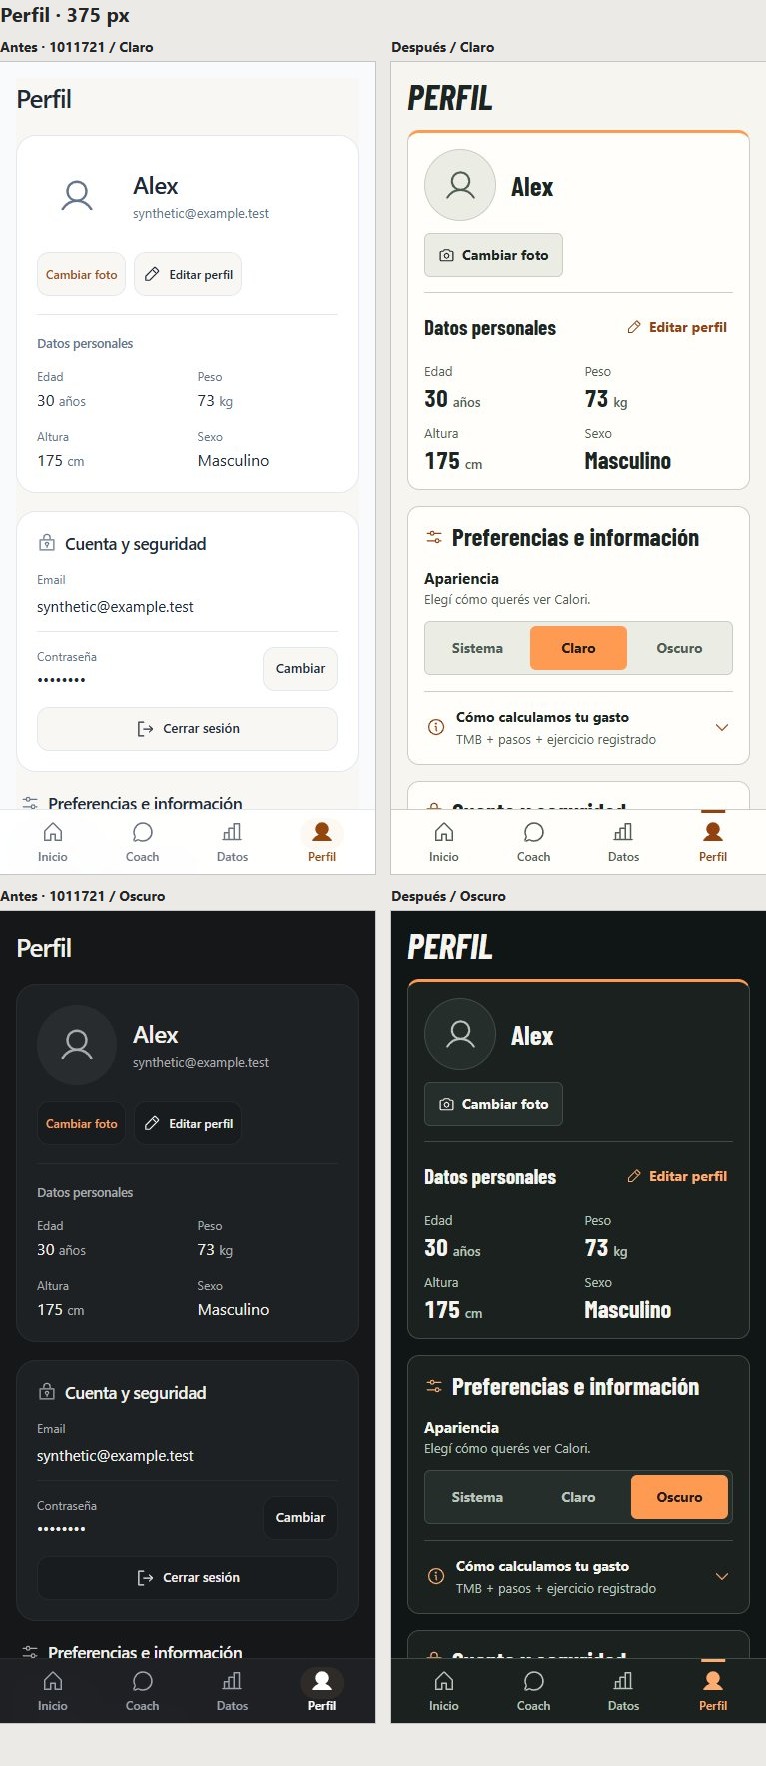 Perfil · 375 px
Antes · 1011721 / Claro
Perfil
Alex
synthetic@example.test
Cambiar foto
Editar perfil
Datos personales
Edad
Peso
30 años
73 kg
Altura
Sexo
175 cm
Masculino
Cuenta y seguridad
Email
synthetic@example.test
Contraseña
Cambiar
••••••••
Cerrar sesión
Preferencias e información
Inicio
Coach
Datos
Perfil
Después / Claro
PERFIL
Alex
Cambiar foto
Datos personales
Editar perfil
Edad
Peso
30 años
73 kg
Altura
Sexo
175 cm
Masculino
Preferencias e información
Apariencia
Elegí cómo querés ver Calori.
Sistema
Claro
Oscuro
Cómo calculamos tu gasto
TMB + pasos + ejercicio registrado
Cuenta y seguridad
Inicio
Coach
Datos
Perfil
Antes · 1011721 / Oscuro
Perfil
Alex
synthetic@example.test
Cambiar foto
Editar perfil
Datos personales
Edad
Peso
30 años
73 kg
Altura
Sexo
175 cm
Masculino
Cuenta y seguridad
Email
synthetic@example.test
Contraseña
Cambiar
••••••••
Cerrar sesión
Preferencias e información
Inicio
Coach
Datos
Perfil
Después / Oscuro
PERFIL
Alex
Cambiar foto
Datos personales
Editar perfil
Edad
Peso
30 años
73 kg
Altura
Sexo
175 cm
Masculino
Preferencias e información
Apariencia
Elegí cómo querés ver Calori.
Sistema
Claro
Oscuro
Cómo calculamos tu gasto
TMB + pasos + ejercicio registrado
Cuenta y seguridad
Inicio
Coach
Datos
Perfil